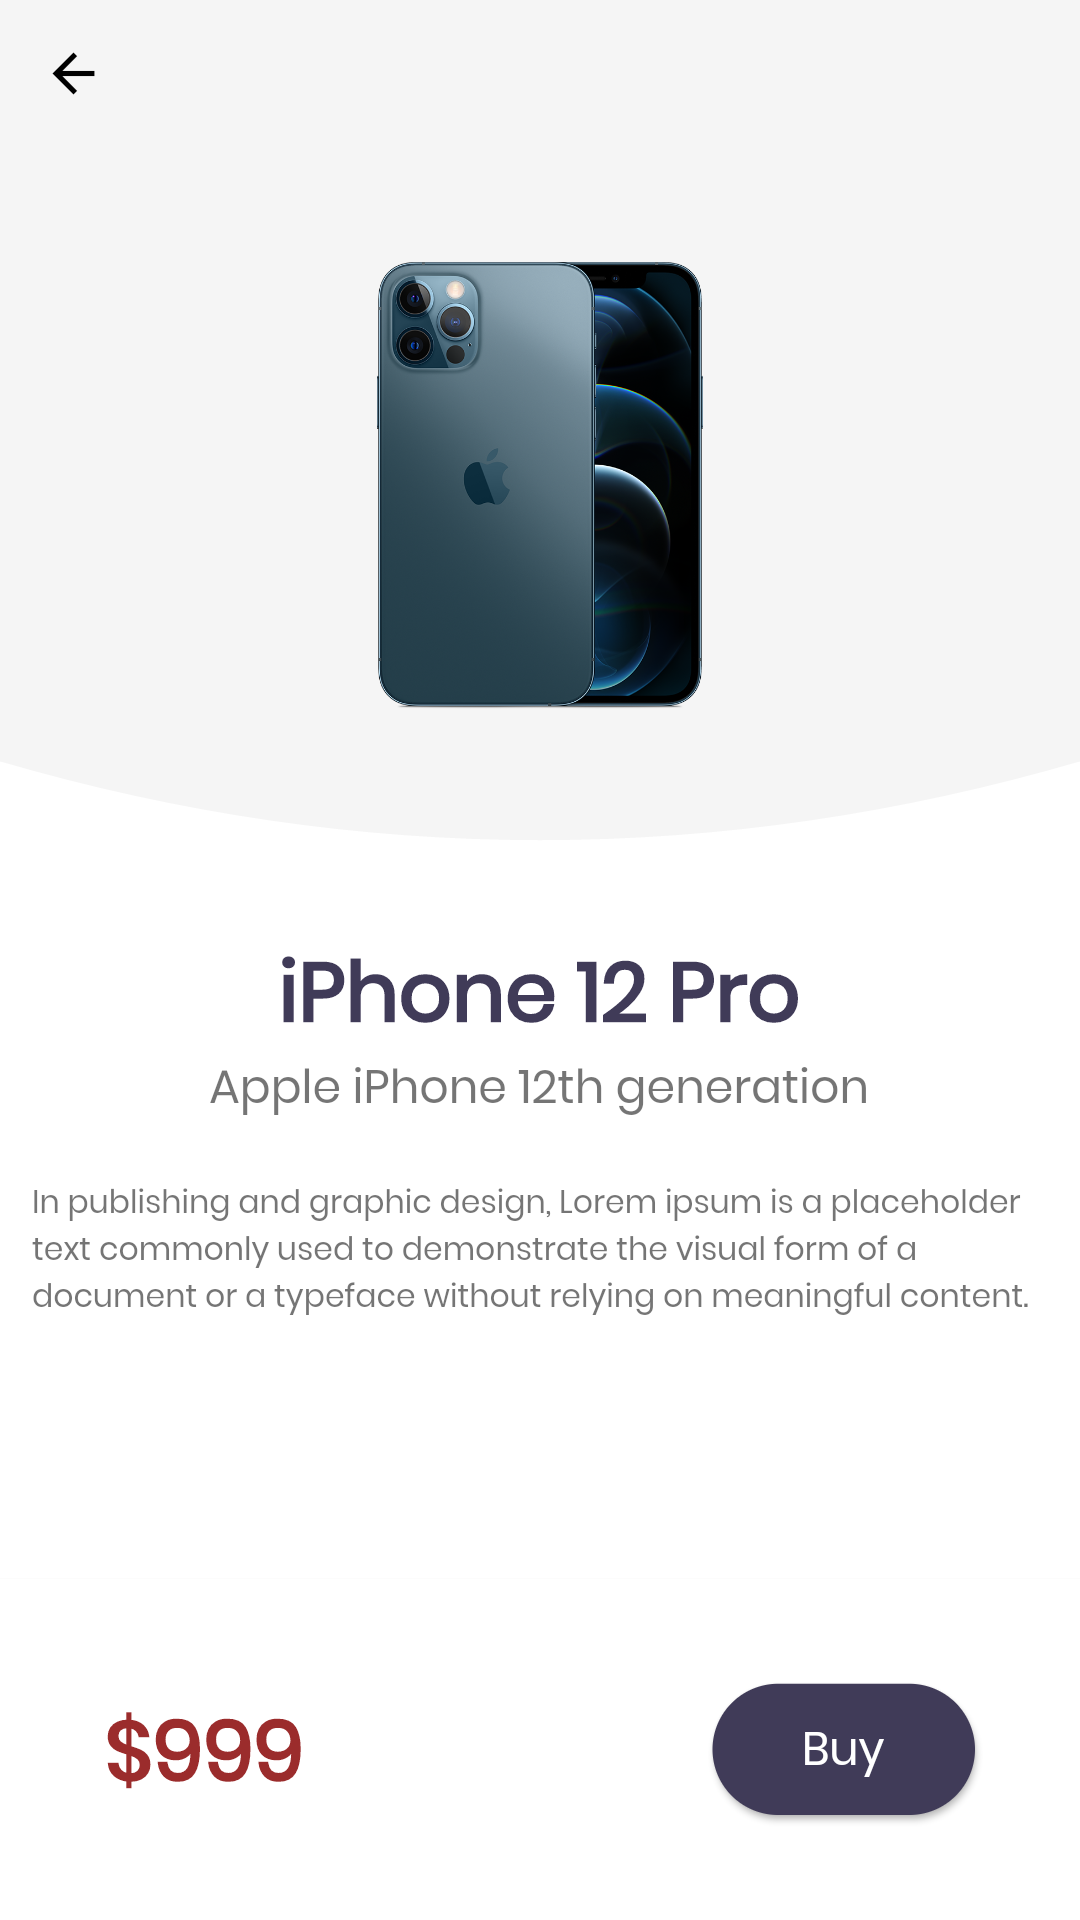 iPhone 12 Pro
Apple iPhone 12th generation
In publishing and graphic design, Lorem ipsum is a placeholder
text commonly used to demonstrate the visual form of a
document or a typeface without relying on meaningful content.
$999
Buy